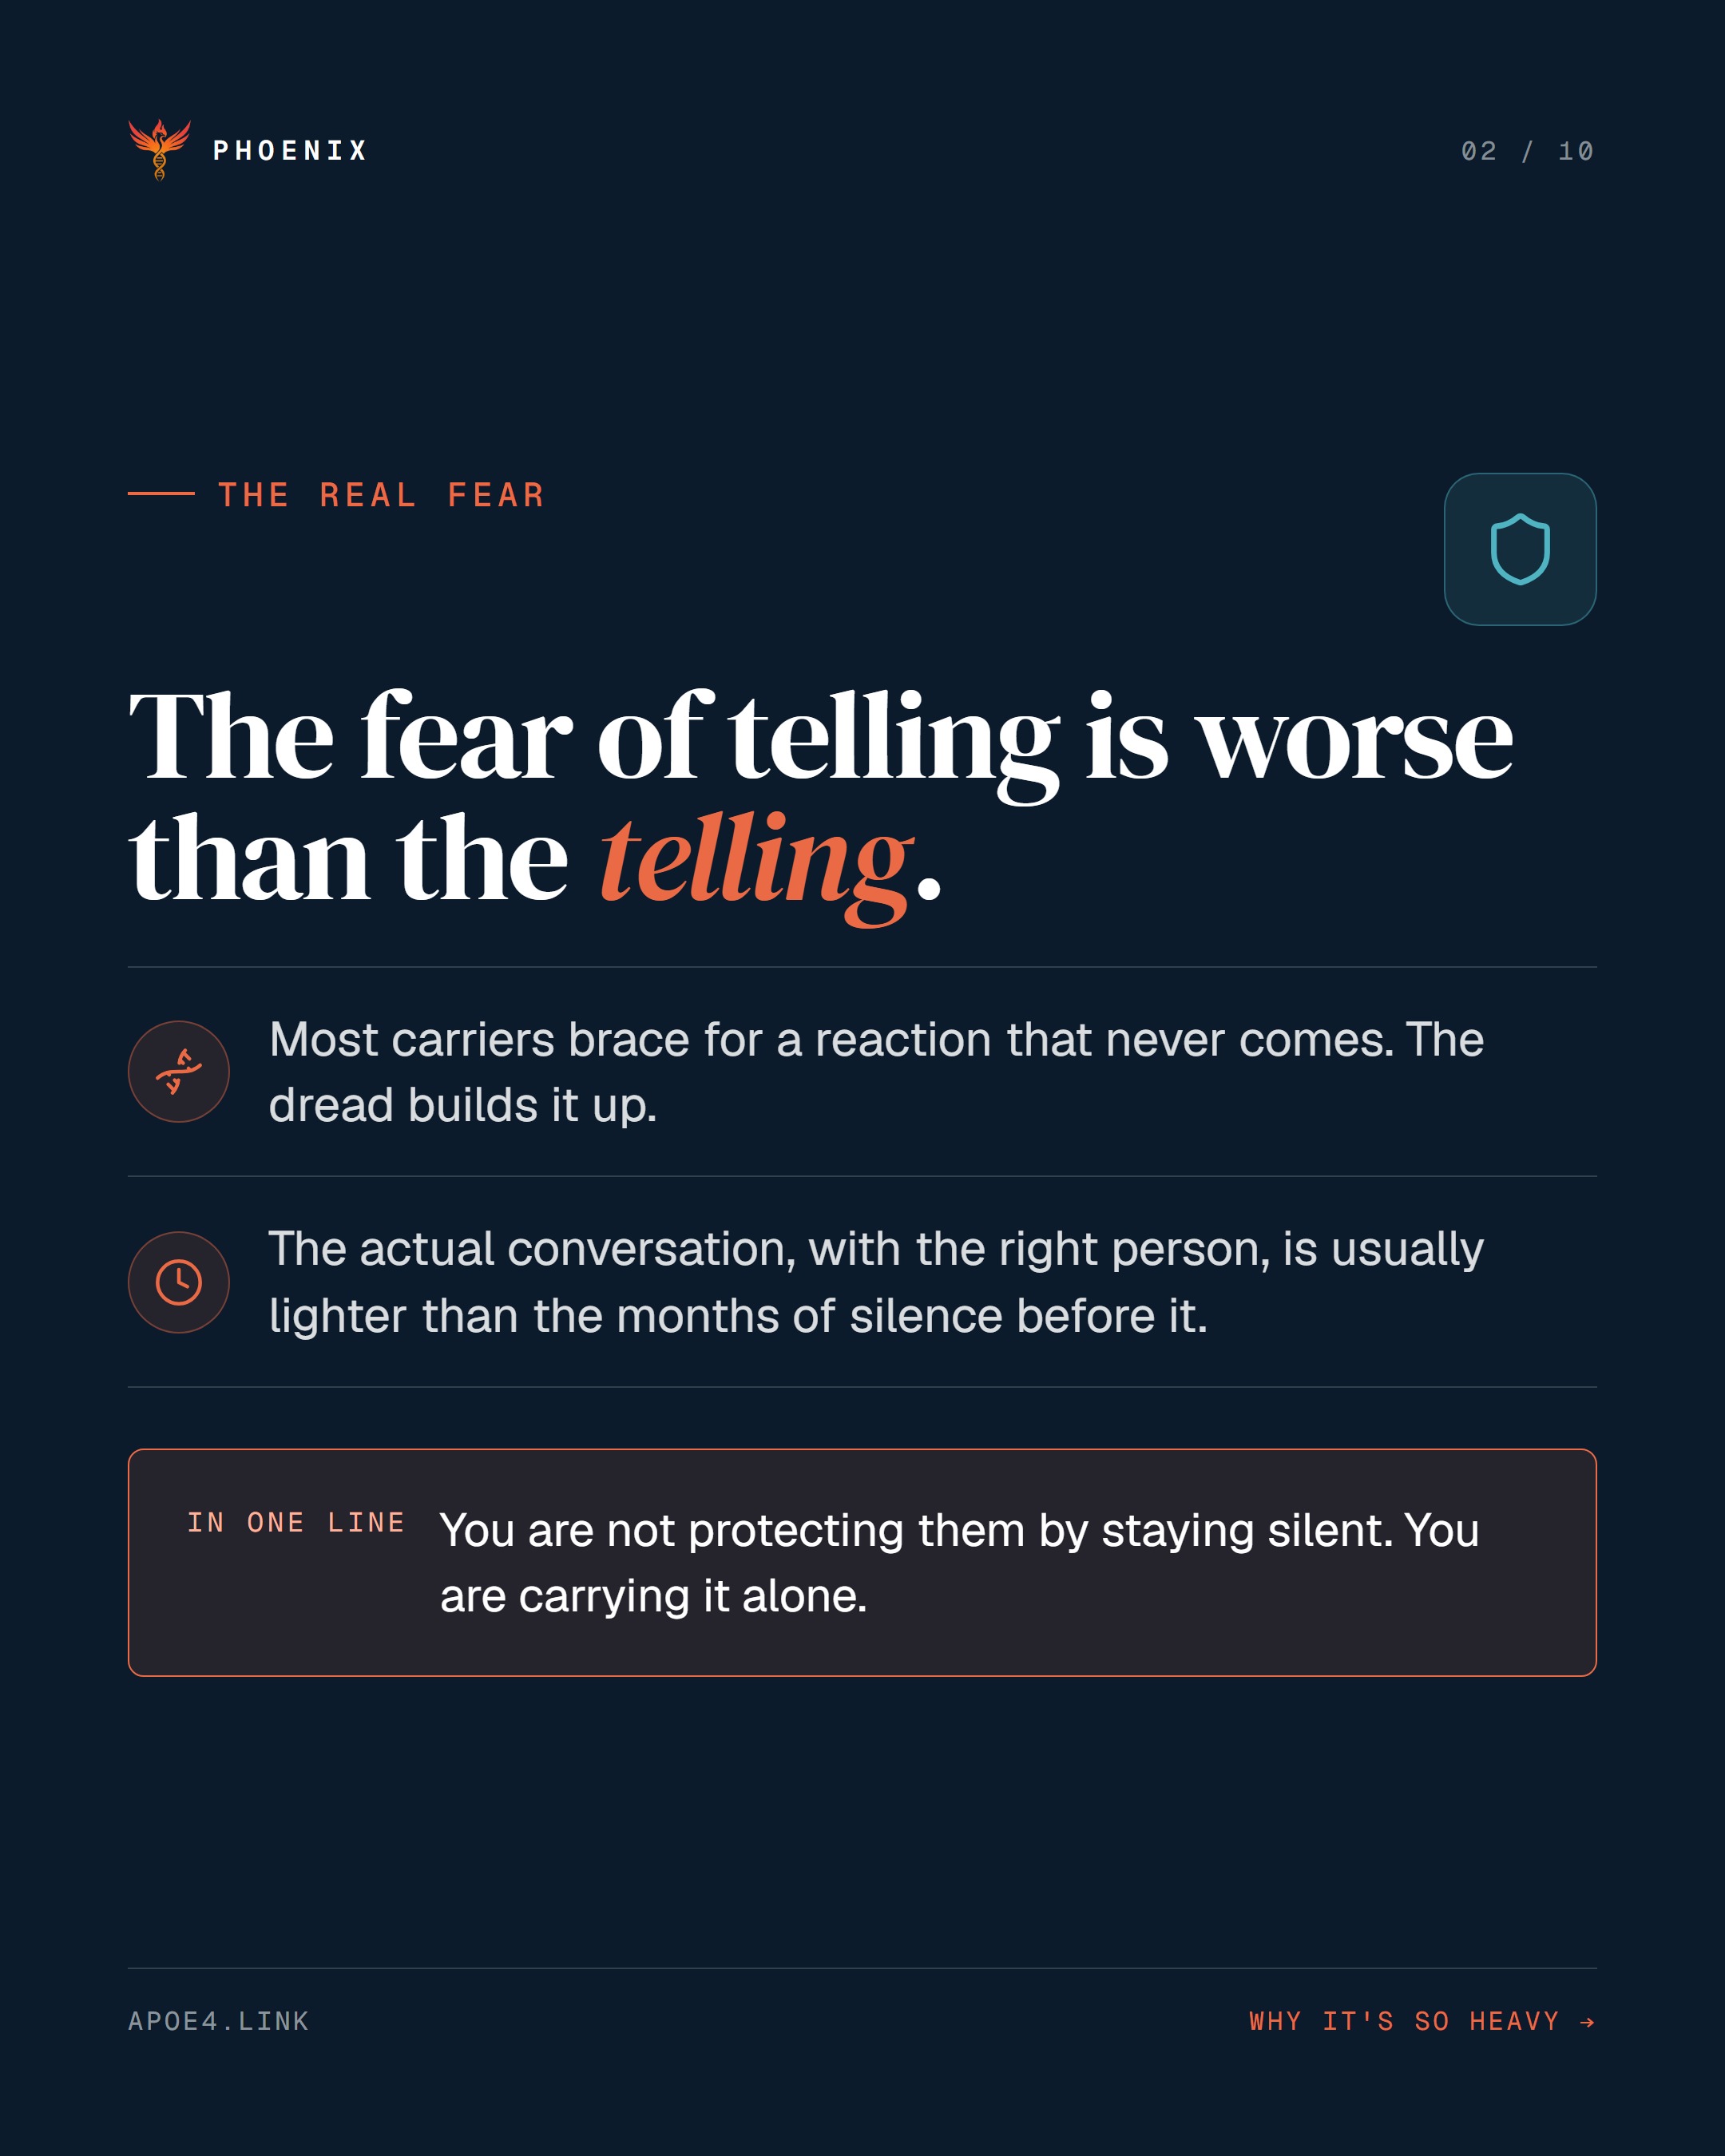 PHOENIX
02 / 10
THE REAL FEAR
The fear of telling is worse
than the telling.
Most carriers brace for a reaction that never comes. The
dread builds it up.
The actual conversation, with the right person, is usually
lighter than the months of silence before it.
IN ONE LINE
You are not protecting them by staying silent. You
are carrying it alone.
APOE4.LINK
WHY IT'S SO HEAVY →